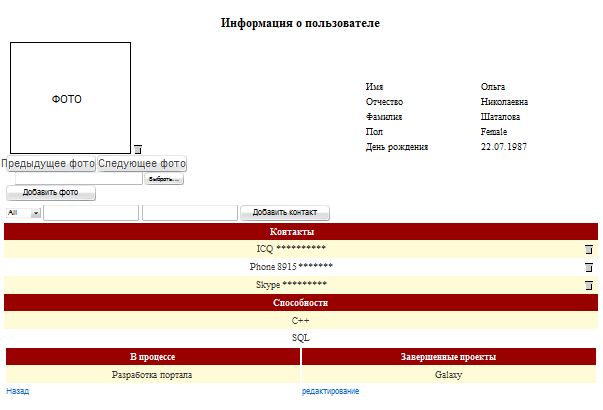 Информация о пользователе
ФОТО
Имя Ольга
Отчество Николаевна
Фамилия Шаталова
Пол Female
День рождения 22.07.1987
Предыдущее фото Следующее фото
Выбрать...
Добавить фото
All Добавить контакт
Контакты
ICQ **********
Phone 8915 *******
Skype *********
Способности
C++
SQL
В процессе Завершенные проекты
Разработка портала Galaxy
Назад редактирование